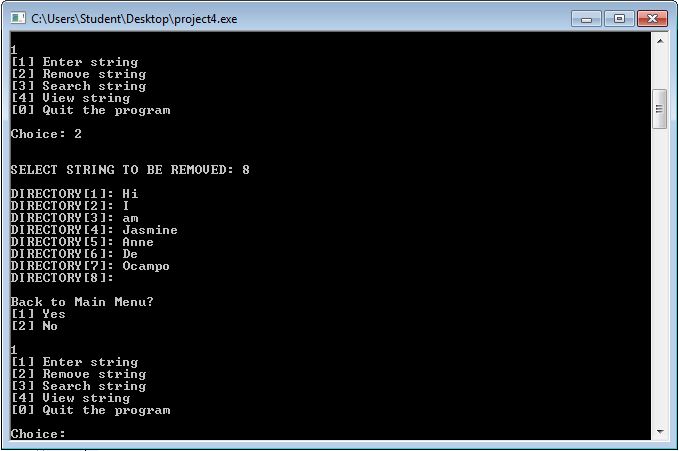 C:\Users\Student\Desktop\project4.exe
1
[1] Enter string
[2] Remove string
[3] Search string
[4] View string
[0] Quit the program
Choice: 2
SELECT STRING TO BE REMOVED: 8
DIRECTORY[1]: Hi
DIRECTORY[2]: I
DIRECTORY[3]: am
DIRECTORY[4]: Jasmine
DIRECTORY[5]: Anne
DIRECTORY[6]: De
DIRECTORY[7]: Ocampo
DIRECTORY[8]:
Back to Main Menu?
[1] Yes
[2] No
1
[1] Enter string
[2] Remove string
[3] Search string
[4] View string
[0] Quit the program
Choice: